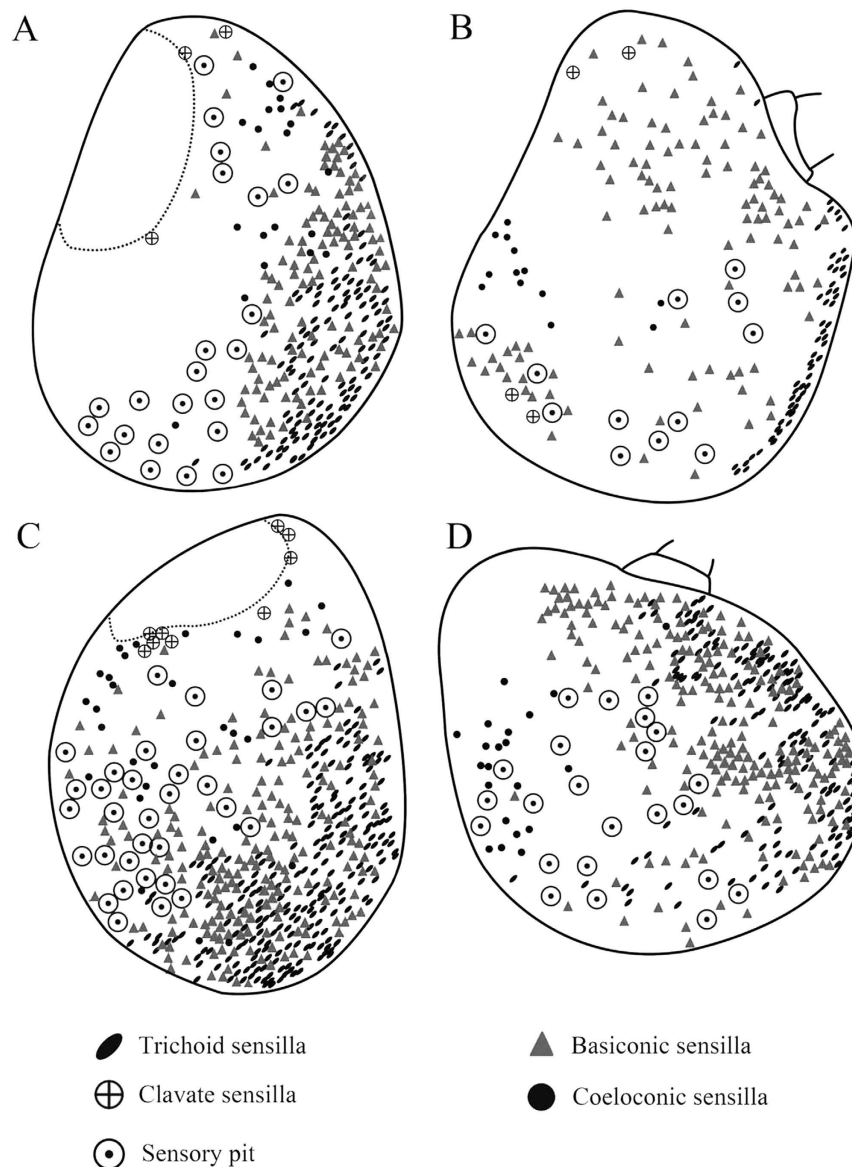 A
B
C
D
Trichoid sensilla
Basiconic sensilla
Clavate sensilla
Coeloconic sensilla
Sensory pit